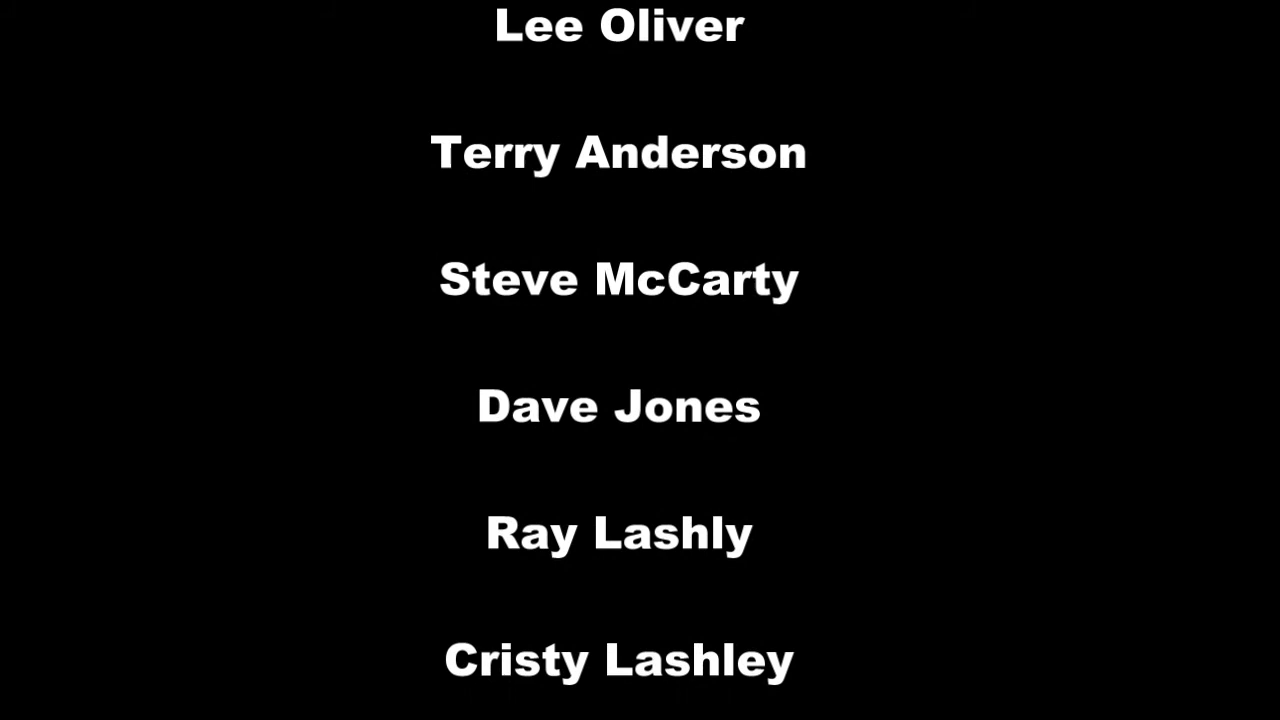 Lee Oliver
Terry Anderson
Steve McCarty
Dave Jones
Ray Lashly
Cristy Lashley